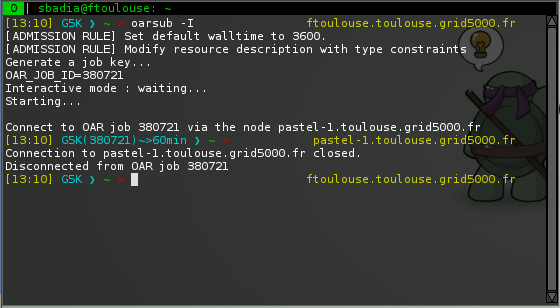 0 sbadia@ftoulouse: ~
[13:10] G5K ❯ ~ « oarsub -I ftoulouse.toulouse.grid5000.fr
[ADMISSION RULE] Set default walltime to 3600.
[ADMISSION RULE] Modify resource description with type constraints
Generate a job key...
OAR_JOB_ID=380721
Interactive mode : waiting...
Starting...
Connect to OAR job 380721 via the node pastel-1.toulouse.grid5000.fr
[13:10] G5K(380721)~>60min ❯ ~ « pastel-1.toulouse.grid5000.fr
Connection to pastel-1.toulouse.grid5000.fr closed.
Disconnected from OAR job 380721
[13:10] G5K ❯ ~ « ftoulouse.toulouse.grid5000.fr